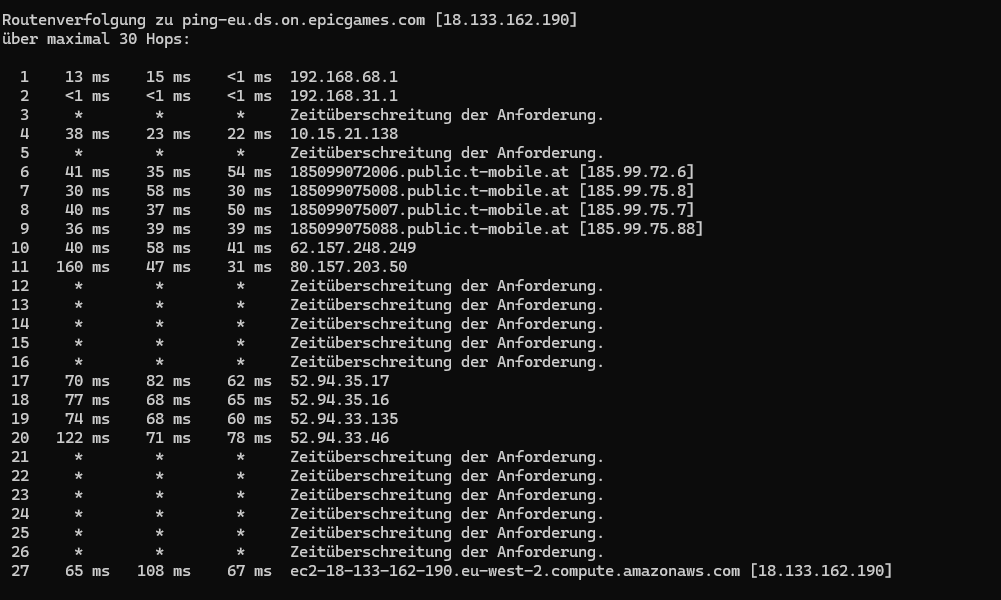 Routenverfolgung zu ping-eu.ds.on.epicgames.com [18.133.162.190]
über maximal 30 Hops:

  1    13 ms    15 ms    <1 ms  192.168.68.1
  2    <1 ms    <1 ms    <1 ms  192.168.31.1
  3     *        *        *     Zeitüberschreitung der Anforderung.
  4    38 ms    23 ms    22 ms  10.15.21.138
  5     *        *        *     Zeitüberschreitung der Anforderung.
  6    41 ms    35 ms    54 ms  185099072006.public.t-mobile.at [185.99.72.6]
  7    30 ms    58 ms    30 ms  185099075008.public.t-mobile.at [185.99.75.8]
  8    40 ms    37 ms    50 ms  185099075007.public.t-mobile.at [185.99.75.7]
  9    36 ms    39 ms    39 ms  185099075088.public.t-mobile.at [185.99.75.88]
 10    40 ms    58 ms    41 ms  62.157.248.249
 11   160 ms    47 ms    31 ms  80.157.203.50
 12     *        *        *     Zeitüberschreitung der Anforderung.
 13     *        *        *     Zeitüberschreitung der Anforderung.
 14     *        *        *     Zeitüberschreitung der Anforderung.
 15     *        *        *     Zeitüberschreitung der Anforderung.
 16     *        *        *     Zeitüberschreitung der Anforderung.
 17    70 ms    82 ms    62 ms  52.94.35.17
 18    77 ms    68 ms    65 ms  52.94.35.16
 19    74 ms    68 ms    60 ms  52.94.33.135
 20   122 ms    71 ms    78 ms  52.94.33.46
 21     *        *        *     Zeitüberschreitung der Anforderung.
 22     *        *        *     Zeitüberschreitung der Anforderung.
 23     *        *        *     Zeitüberschreitung der Anforderung.
 24     *        *        *     Zeitüberschreitung der Anforderung.
 25     *        *        *     Zeitüberschreitung der Anforderung.
 26     *        *        *     Zeitüberschreitung der Anforderung.
 27    65 ms   108 ms    67 ms  ec2-18-133-162-190.eu-west-2.compute.amazonaws.com [18.133.162.190]